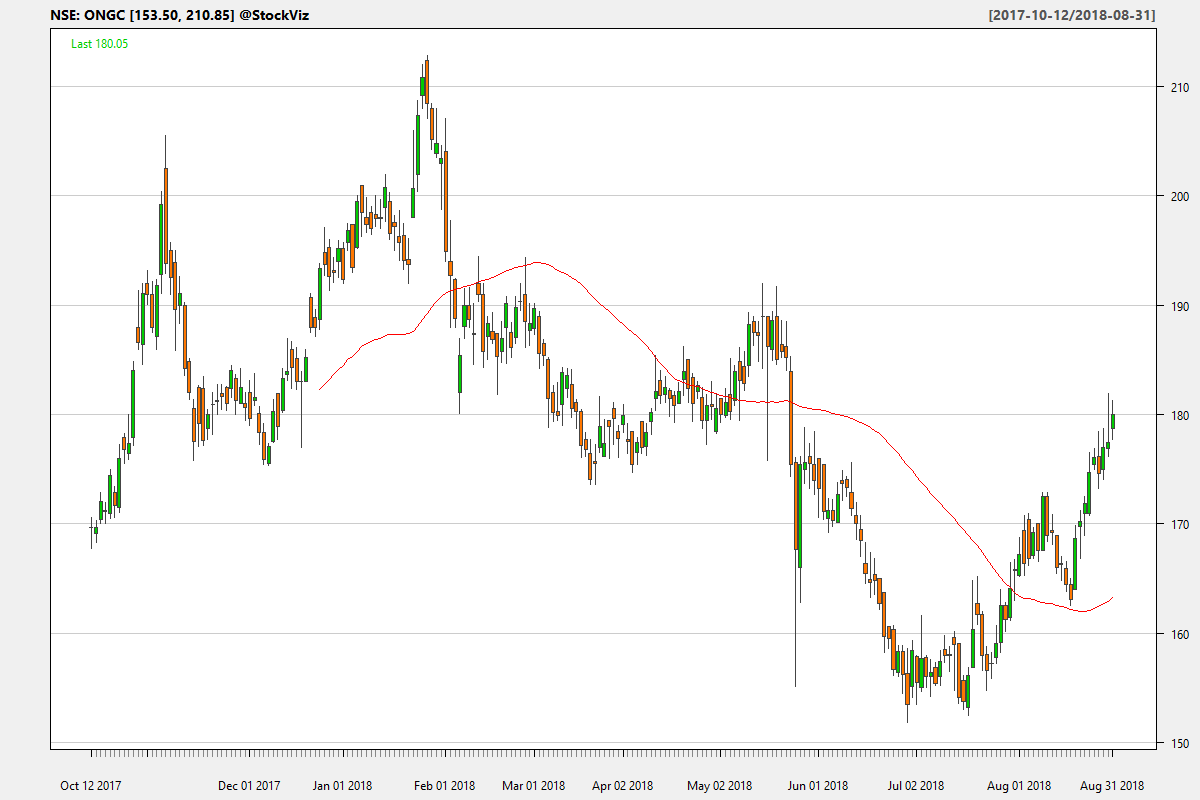 NSE: ONGC [153.50, 210.85] @StockViz
[2017-10-12/2018-08-31]
Last 180.05
210
200
190
180
170
160
150
Oct 12 2017
Dec 01 2017
Jan 01 2018
Feb 01 2018
Mar 01 2018
Apr 02 2018
May 02 2018
Jun 01 2018
Jul 02 2018
Aug 01 2018
Aug 31 2018